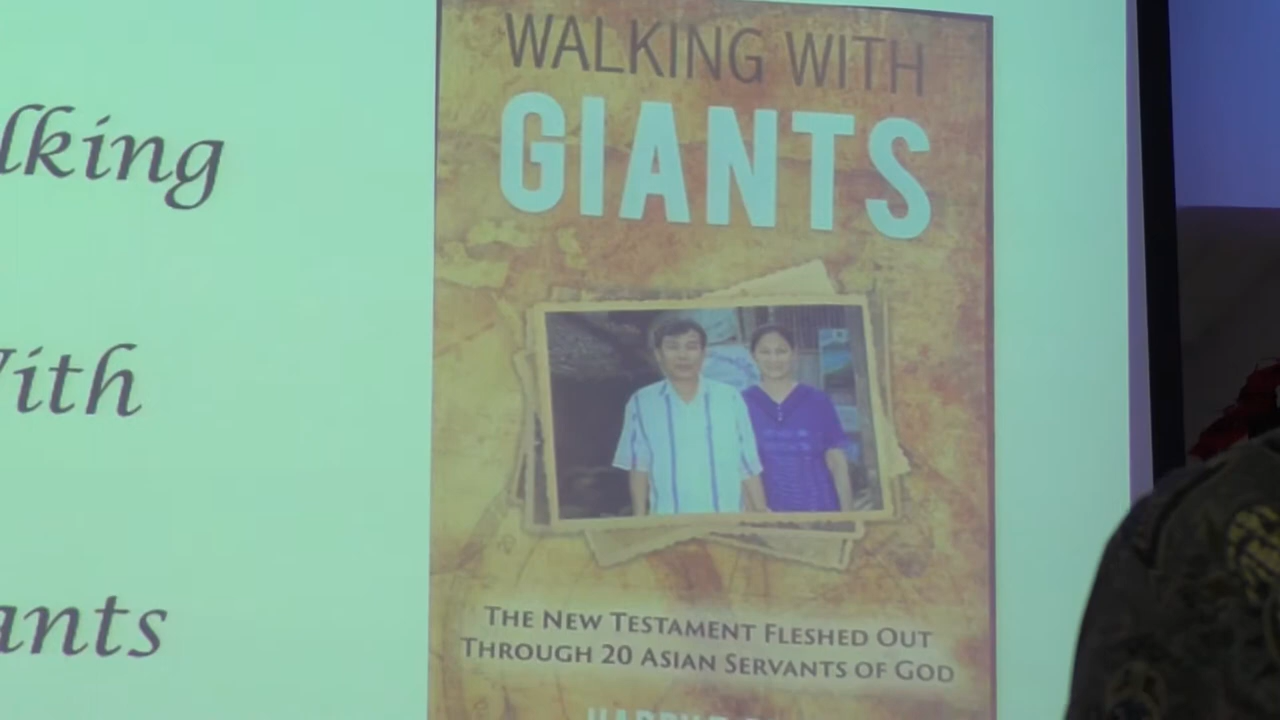 WALKING WITH
GIANTS
THE NEW TESTAMENT FLESHED OUT
THROUGH 20 ASIAN SERVANTS OF GOD
lking
ith
ants